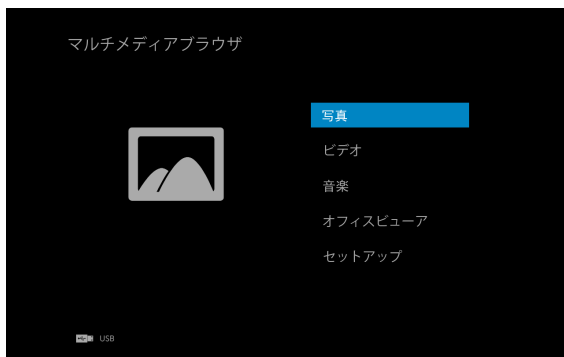 マルチメディアブラウザ
写真
ビデオ
音楽
オフィスビューア
セットアップ
USB